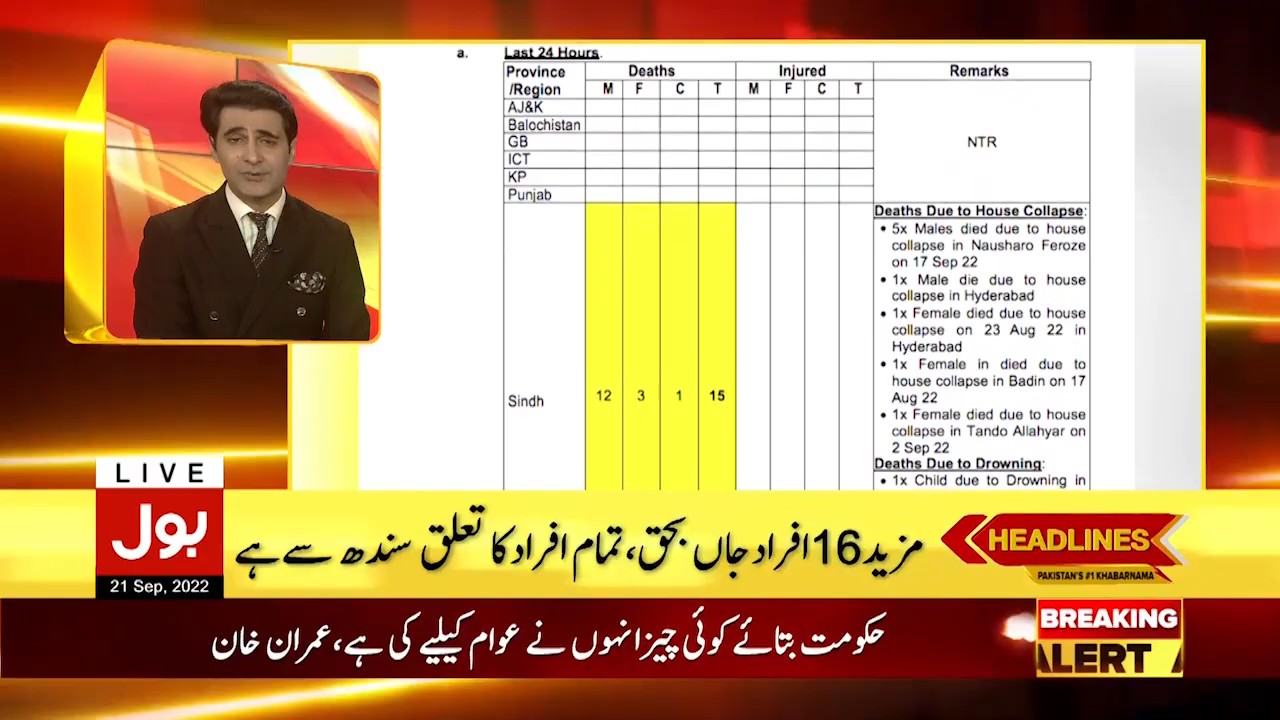 a. Last 24 Hours.
Province /Region Deaths Injured Remarks
M F C T M F C T
AJ&K
Balochistan
GB
ICT
KP
Punjab
NTR
Sindh 12 3 1 15
Deaths Due to House Collapse:
• 5x Males died due to house
collapse in Nausharo Feroze
on 17 Sep 22
• 1x Male die due to house
collapse in Hyderabad
• 1x Female died due to house
collapse on 23 Aug 22 in
Hyderabad
• 1x Female in died due to
house collapse in Badin on 17
Aug 22
• 1x Female died due to house
collapse in Tando Allahyar on
2 Sep 22
Deaths Due to Drowning:
• 1x Child due to Drowning in
LIVE
بول
21 Sep, 2022
مزید 16 افراد جاں بحق، تمام افراد کا تعلق سندھ سے ہے
HEADLINES
PAKISTAN'S #1 KHABARNAMA
حکومت بتائے کوئی چیز انہوں نے عوام کیلیے کی ہے، عمران خان
BREAKING
ALERT